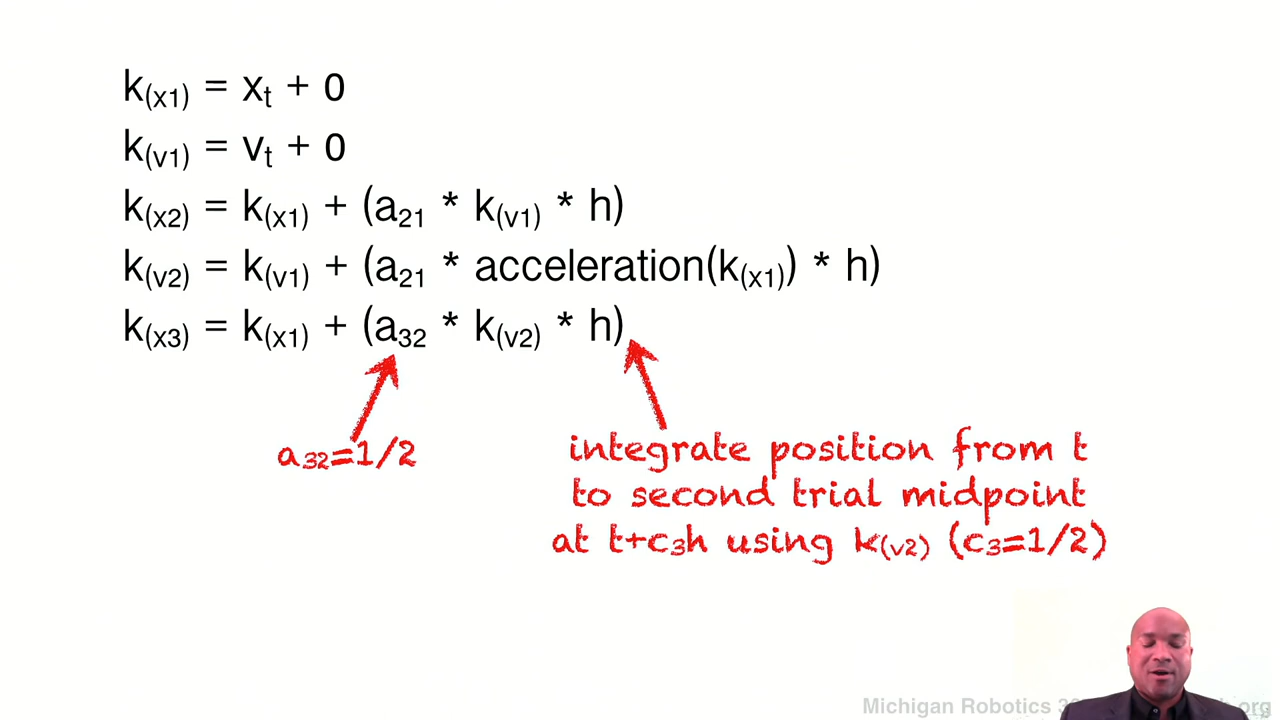 k(x1) = xt + 0
k(v1) = vt + 0
k(x2) = k(x1) + (a21 * k(v1) * h)
k(v2) = k(v1) + (a21 * acceleration(k(x1)) * h)
k(x3) = k(x1) + (a32 * k(v2) * h)
a32=1/2
integrate position from t
to second trial midpoint
at t+c3h using k(v2) (c3=1/2)
Michigan Robotics